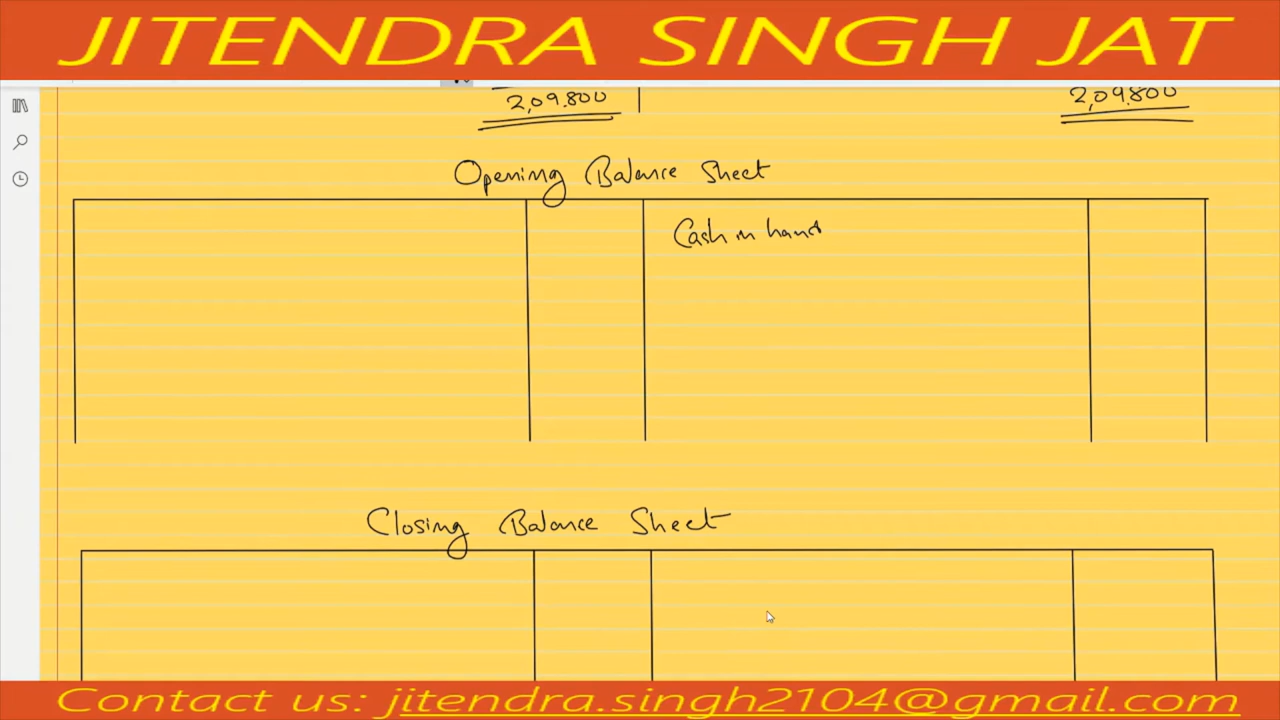 JITENDRA SINGH JAT
2,09,800 2,09,800
Opening Balance Sheet
Cash in hand
Closing Balance Sheet
Contact us: jitendra.singh2104@gmail.com